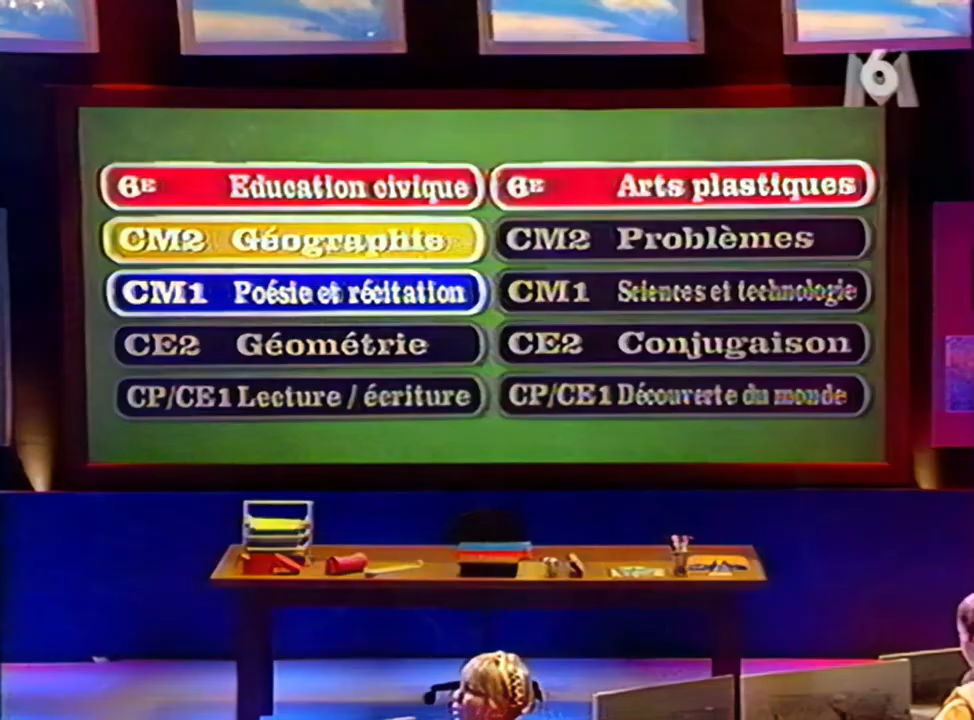 M6
6E Education civique
6E Arts plastiques
CM2 Géographie
CM2 Problèmes
CM1 Poésie et récitation
CM1 Sciences et technologie
CE2 Géométrie
CE2 Conjugaison
CP/CE1 Lecture / écriture
CP/CE1 Découverte du monde